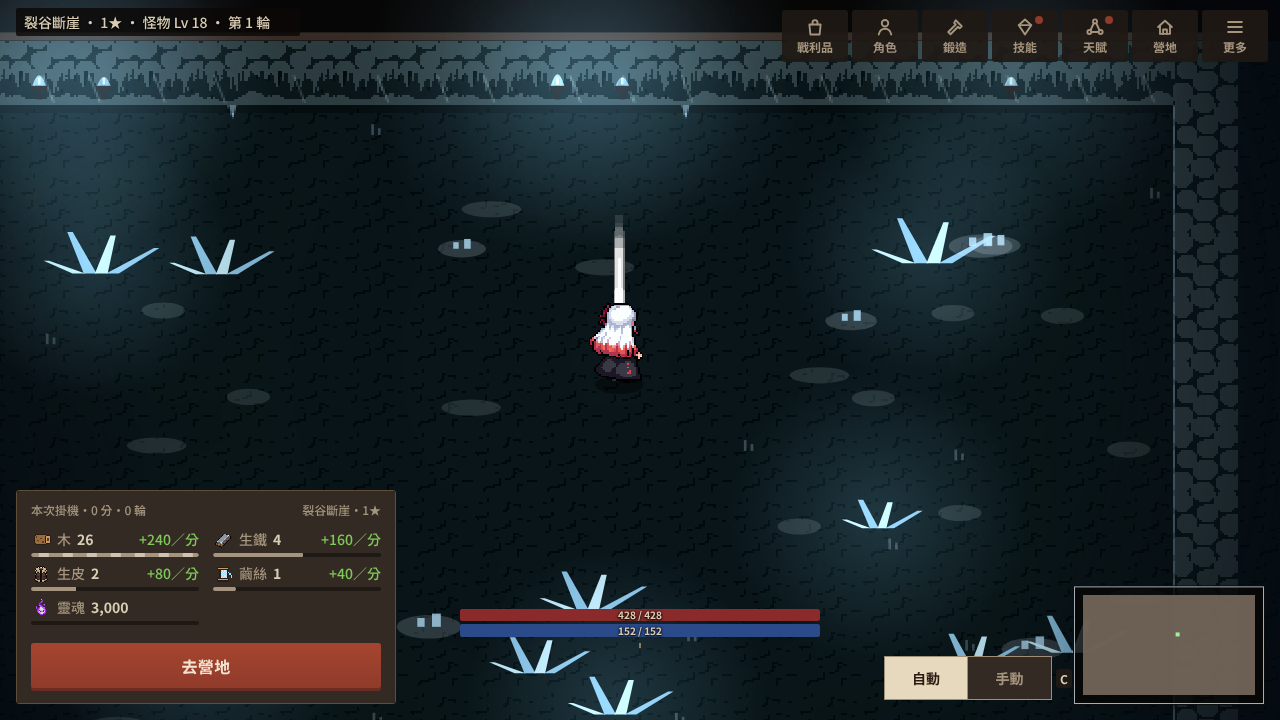 裂谷斷崖 · 1★ · 怪物 Lv 18 · 第 1 輪
戰利品
角色
鍛造
技能
天賦
營地
更多
本次掛機·0 分·0 輪
裂谷斷崖·1★
木 26 +240／分
生鐵 4 +160／分
生皮 2 +80／分
繭絲 1 +40／分
靈魂 3,000
去營地
428 / 428
152 / 152
自動
手動
C